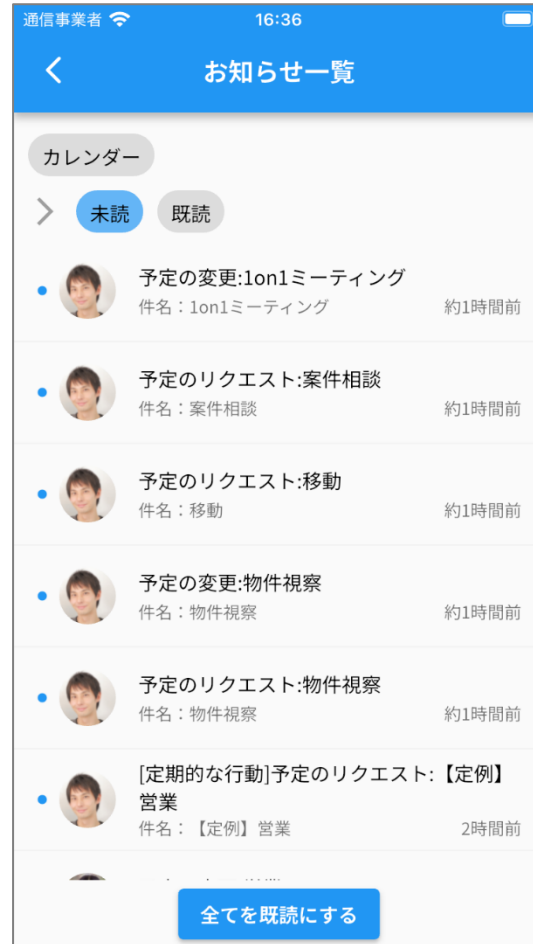 通信事業者 16:36
お知らせ一覧
カレンダー
未読 既読
予定の変更:1on1ミーティング
件名：1on1ミーティング 約1時間前
予定のリクエスト:案件相談
件名：案件相談 約1時間前
予定のリクエスト:移動
件名：移動 約1時間前
予定の変更:物件視察
件名：物件視察 約1時間前
予定のリクエスト:物件視察
件名：物件視察 約1時間前
[定期的な行動]予定のリクエスト:【定例】
営業
件名：【定例】営業 2時間前
全てを既読にする